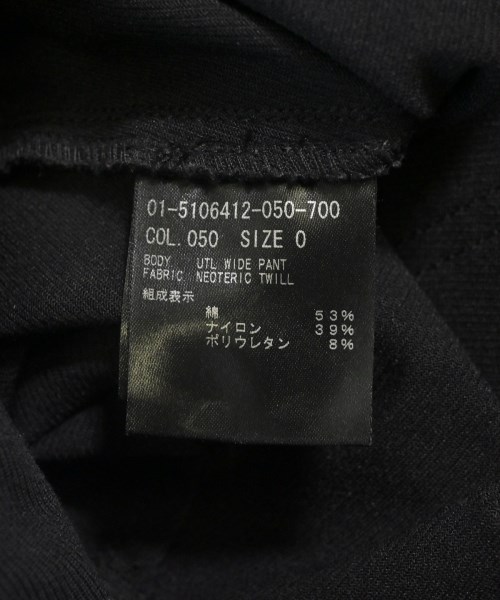 01-5106412-050-700
COL.050 SIZE 0
BODY UTL WIDE PANT
FABRIC NEOTERIC TWILL
組成表示
綿 53%
ナイロン 39%
ポリウレタン 8%